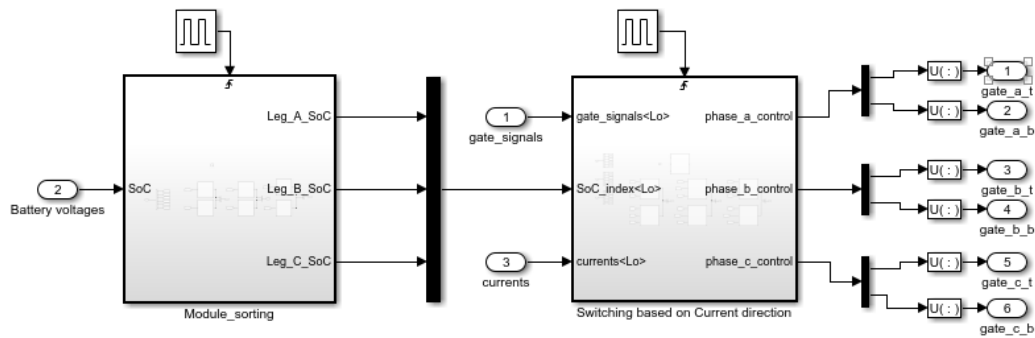 Leg_A_SoC
gate_signals<Lo>
phase_a_control
U( : )
1
gate_a_t
1
gate_signals
U( : )
2
gate_a_b
2
Battery voltages
SoC
Leg_B_SoC
SoC_index<Lo>
phase_b_control
U( : )
3
gate_b_t
U( : )
4
gate_b_b
Leg_C_SoC
3
currents
currents<Lo>
phase_c_control
U( : )
5
gate_c_t
U( : )
6
gate_c_b
Module_sorting
Switching based on Current direction